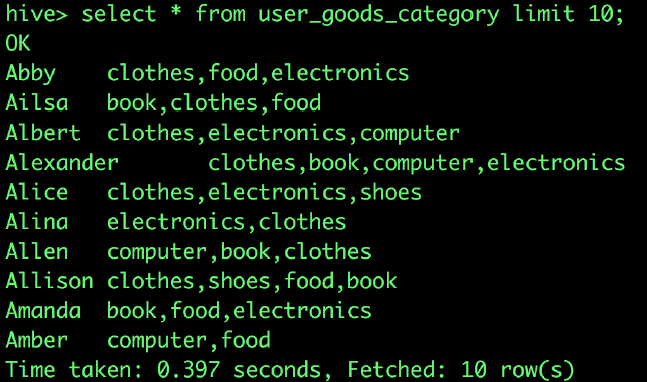 hive> select * from user_goods_category limit 10;
OK
Abby    clothes,food,electronics
Ailsa   book,clothes,food
Albert  clothes,electronics,computer
Alexander       clothes,book,computer,electronics
Alice   clothes,electronics,shoes
Alina   electronics,clothes
Allen   computer,book,clothes
Allison clothes,shoes,food,book
Amanda  book,food,electronics
Amber   computer,food
Time taken: 0.397 seconds, Fetched: 10 row(s)